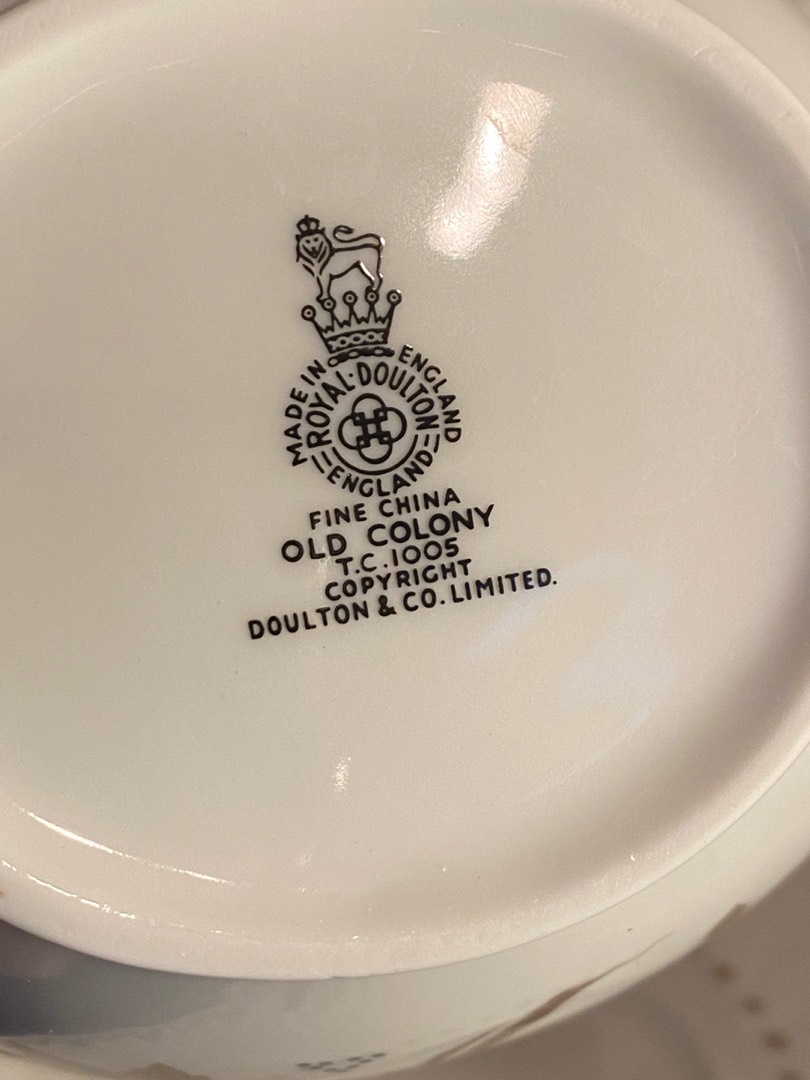 MADE IN ENGLAND
ROYAL·DOULTON
ENGLAND
FINE CHINA
OLD COLONY
T.C.1005
COPYRIGHT
DOULTON & CO. LIMITED.